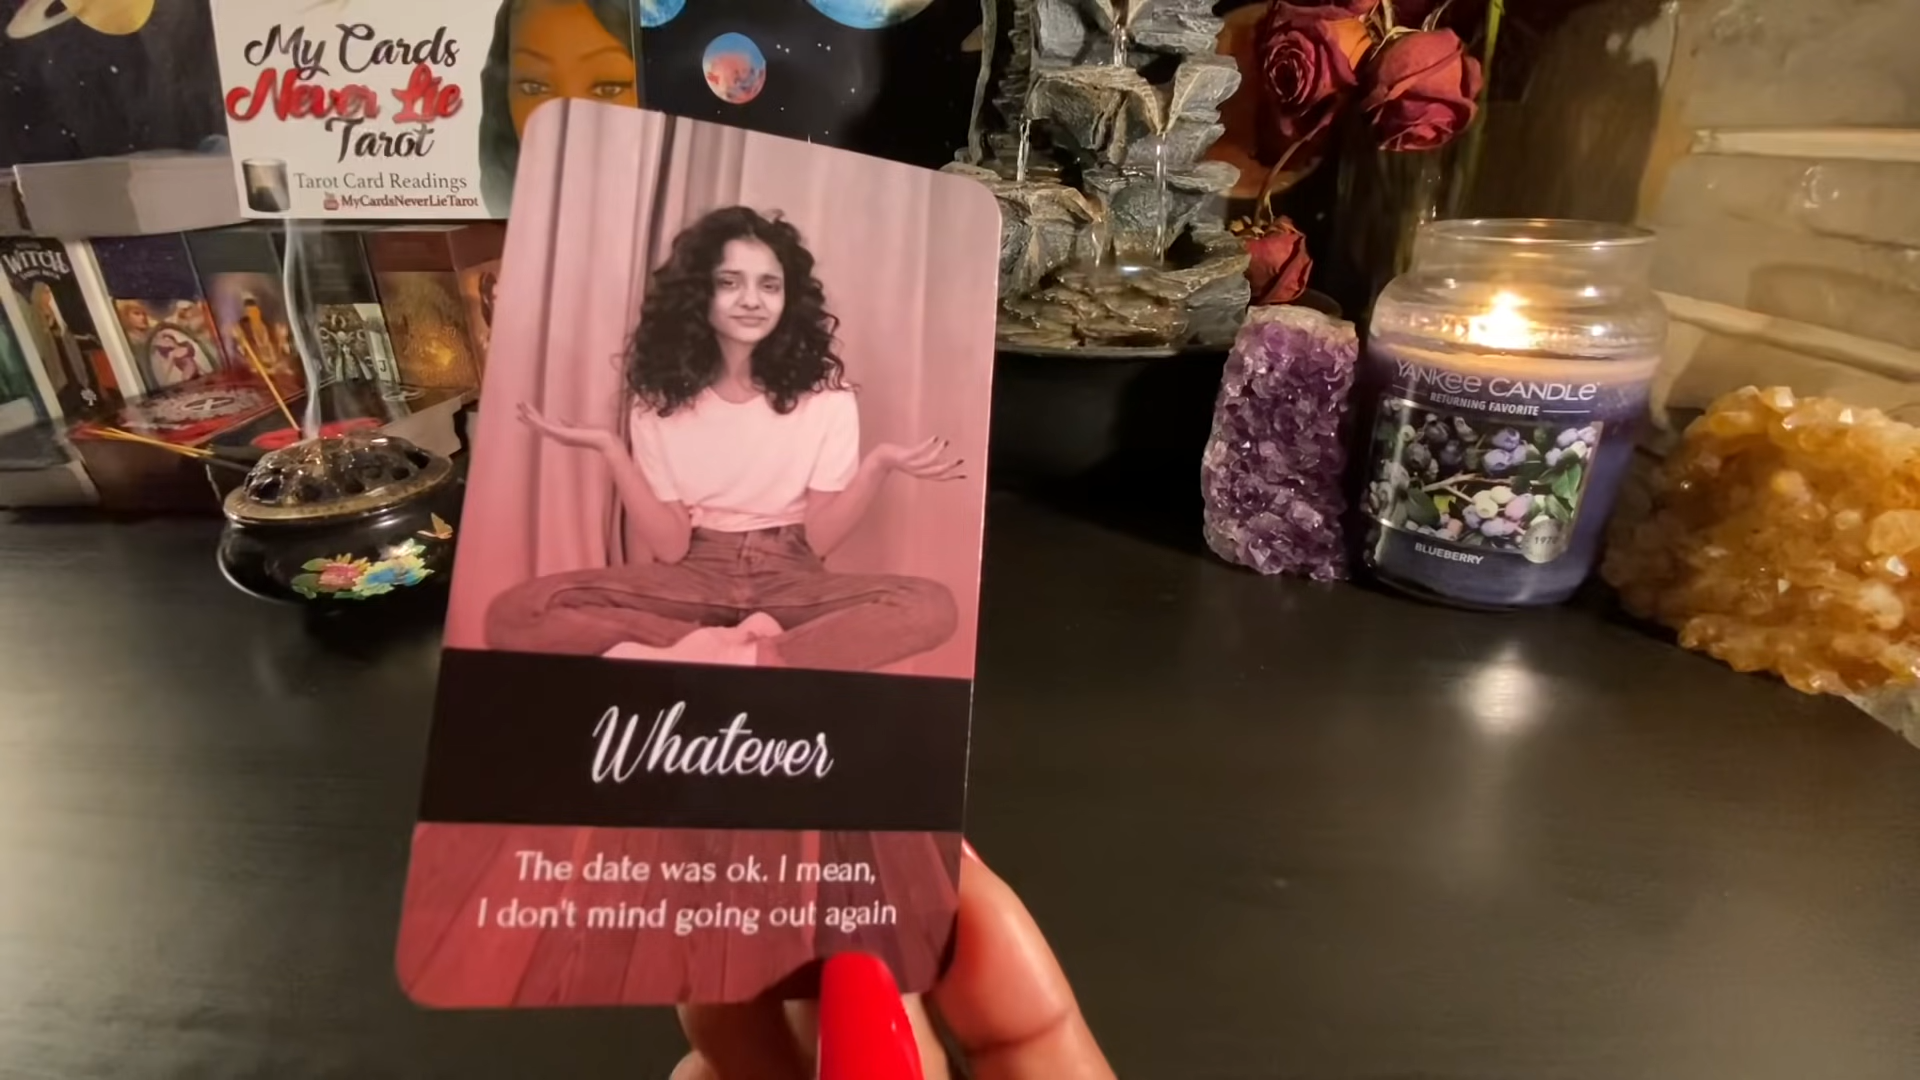 My Cards
Never Lie
Tarot
Tarot Card Readings
MyCardsNeverLieTarot
WITCH
YANKEE CANDLE®
RETURNING FAVORITE
BLUEBERRY
Whatever
The date was ok. I mean,
I don't mind going out again